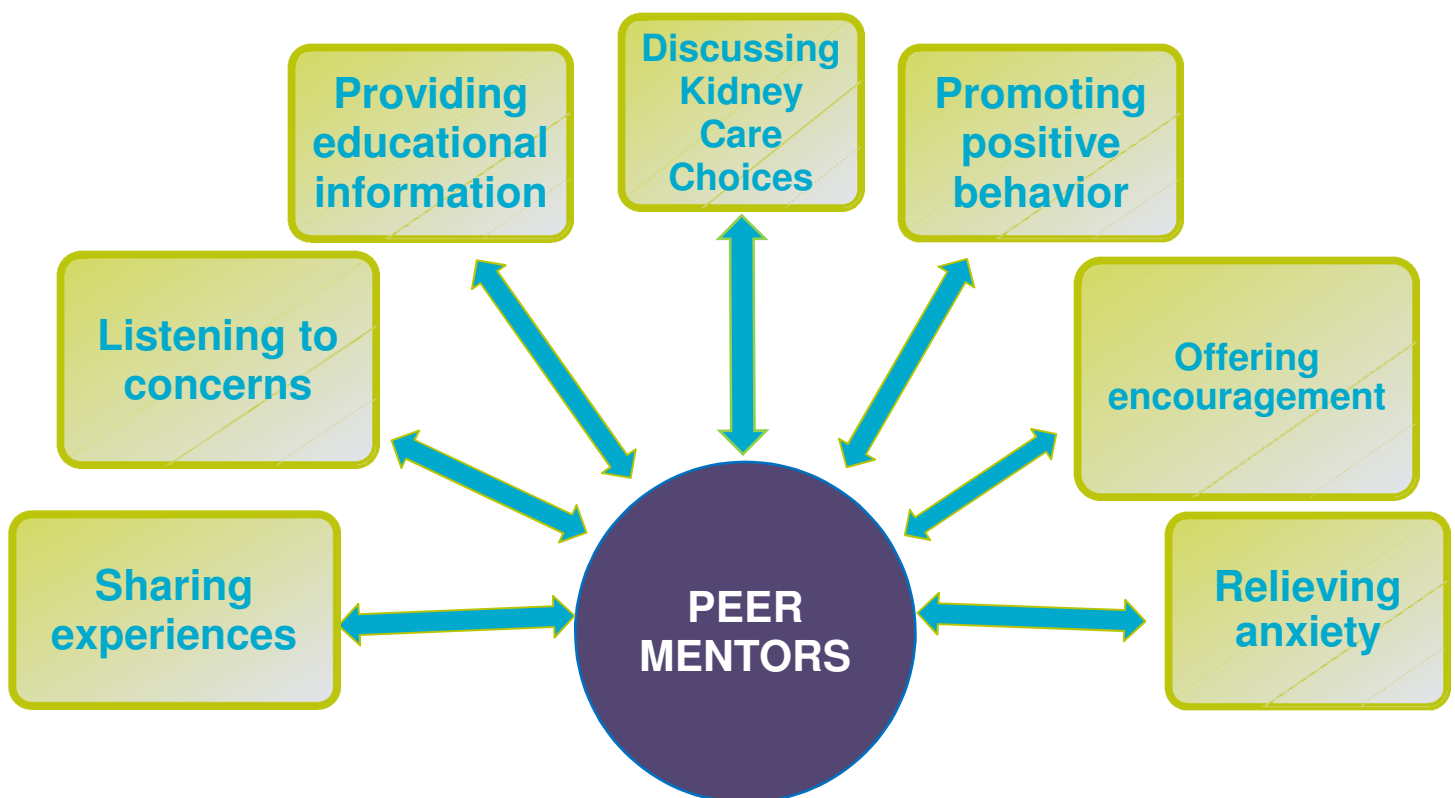 Sharing
experiences
Listening to
concerns
Providing
educational
information
Discussing
Kidney
Care
Choices
Promoting
positive
behavior
Offering
encouragement
Relieving
anxiety
PEER
MENTORS